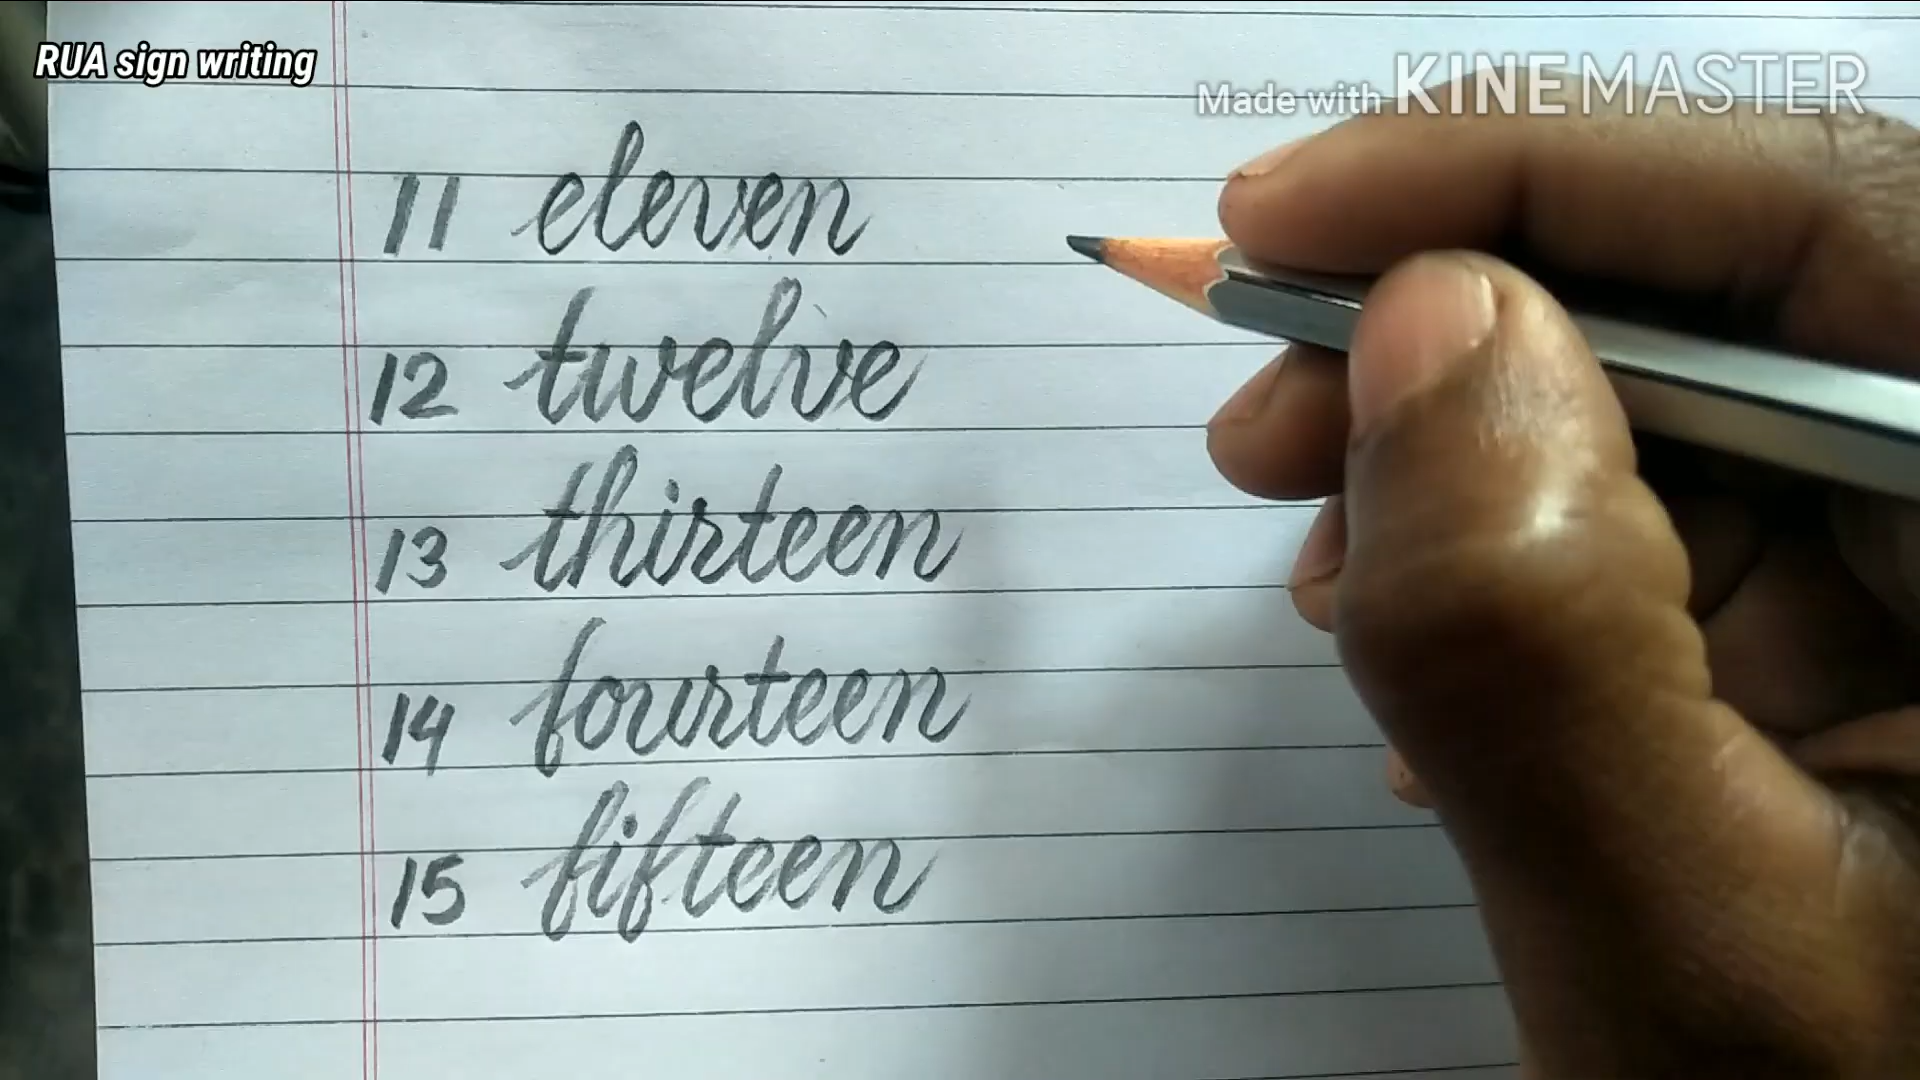 RUA sign writing
Made with KINEMASTER
11 eleven
12 twelve
13 thirteen
14 fourteen
15 fifteen